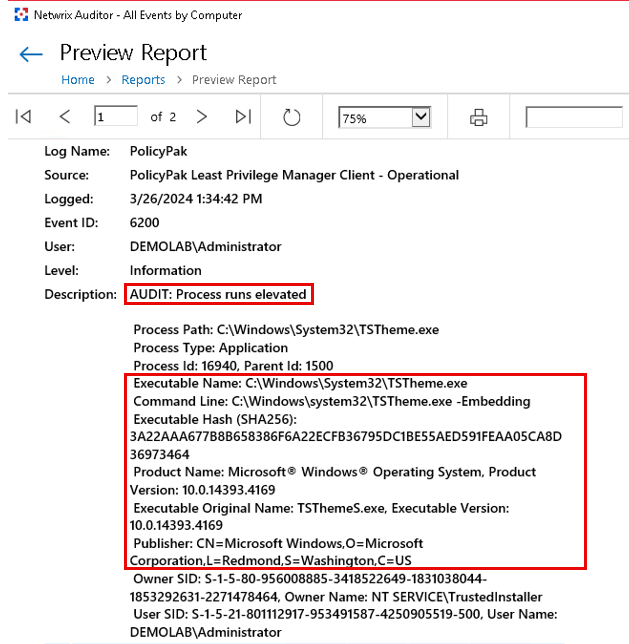 Netwrix Auditor - All Events by Computer
Preview Report
Home > Reports > Preview Report
1 of 2 75%
Log Name: PolicyPak
Source: PolicyPak Least Privilege Manager Client - Operational
Logged: 3/26/2024 1:34:42 PM
Event ID: 6200
User: DEMOLAB\Administrator
Level: Information
Description: AUDIT: Process runs elevated
Process Path: C:\Windows\System32\TSTheme.exe
Process Type: Application
Process Id: 16940, Parent Id: 1500
Executable Name: C:\Windows\System32\TSTheme.exe
Command Line: C:\Windows\system32\TSTheme.exe -Embedding
Executable Hash (SHA256):
3A22AAA677B8B658386F6A22ECFB36795DC1BE55AED591FEAA05CA8D
36973464
Product Name: Microsoft® Windows® Operating System, Product
Version: 10.0.14393.4169
Executable Original Name: TSThemeS.exe, Executable Version:
10.0.14393.4169
Publisher: CN=Microsoft Windows,O=Microsoft
Corporation,L=Redmond,S=Washington,C=US
Owner SID: S-1-5-80-956008885-3418522649-1831038044-
1853292631-2271478464, Owner Name: NT SERVICE\TrustedInstaller
User SID: S-1-5-21-801112917-953491587-4250905519-500, User Name:
DEMOLAB\Administrator